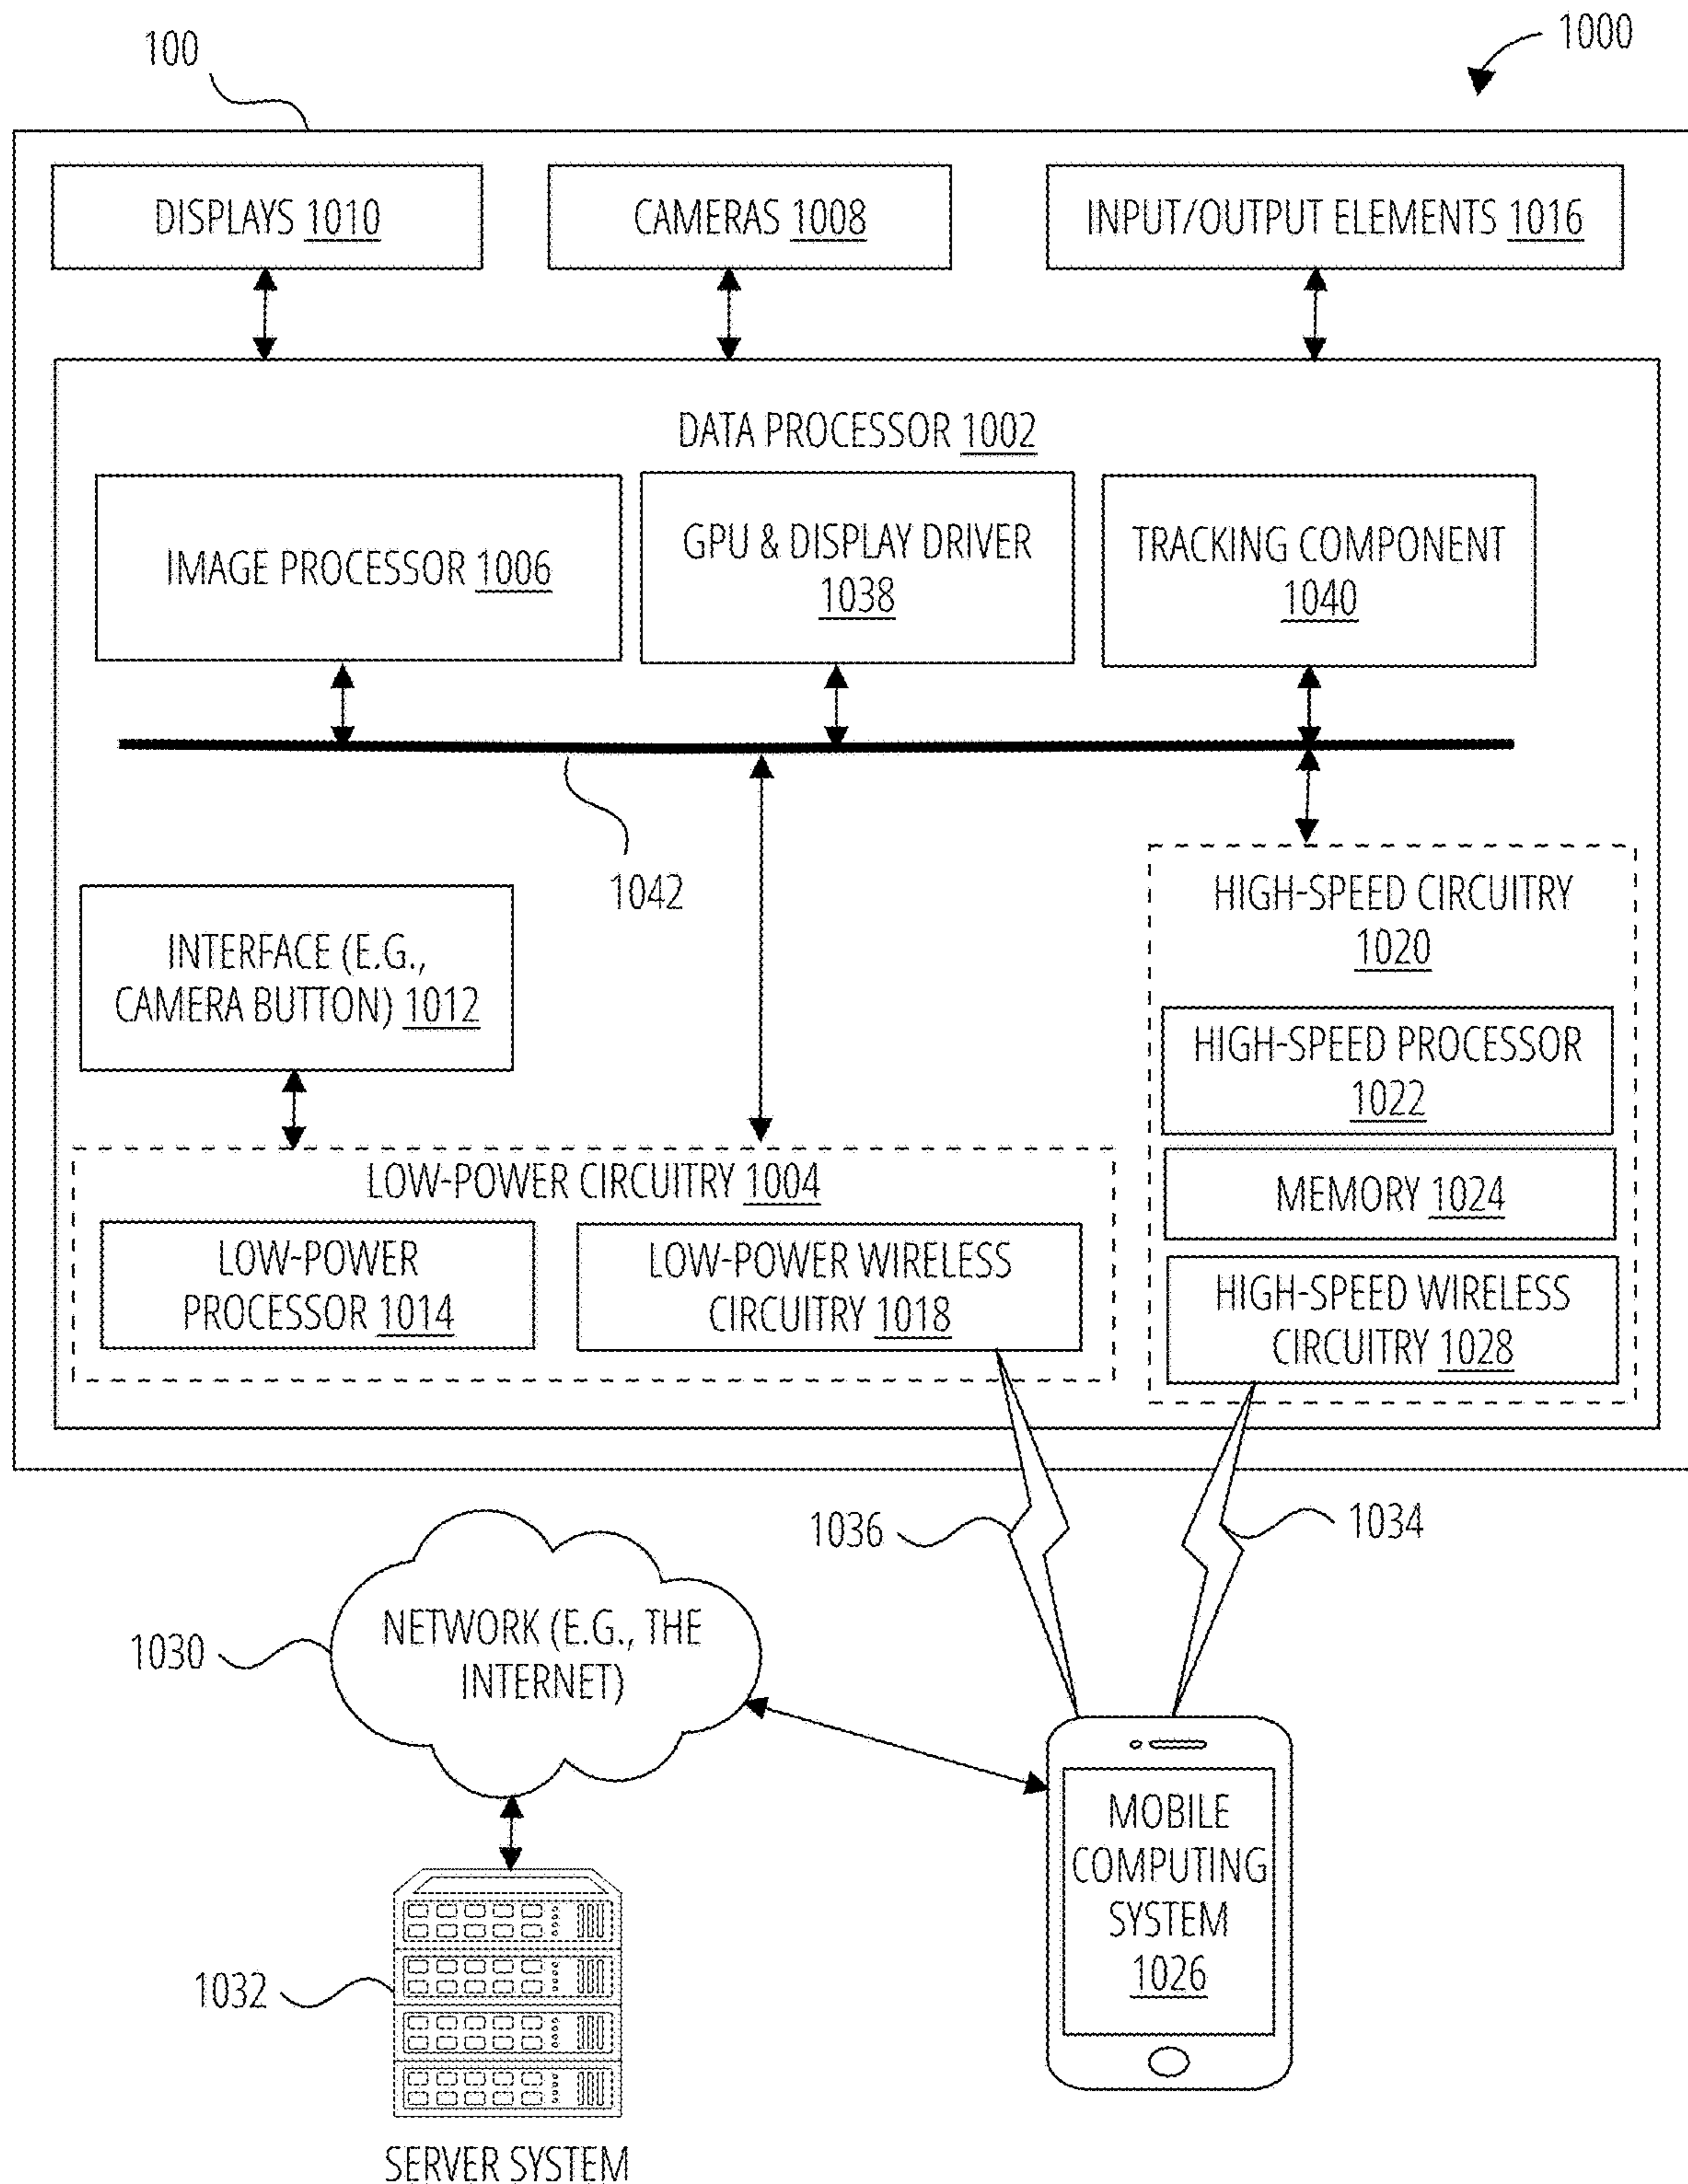 100
1000
DISPLAYS 1010
CAMERAS 1008
INPUT/OUTPUT ELEMENTS 1016
DATA PROCESSOR 1002
IMAGE PROCESSOR 1006
GPU & DISPLAY DRIVER
1038
TRACKING COMPONENT
1040
1042
INTERFACE (E.G.,
CAMERA BUTTON) 1012
HIGH-SPEED CIRCUITRY
1020
HIGH-SPEED PROCESSOR
1022
MEMORY 1024
HIGH-SPEED WIRELESS
CIRCUITRY 1028
LOW-POWER CIRCUITRY 1004
LOW-POWER
PROCESSOR 1014
LOW-POWER WIRELESS
CIRCUITRY 1018
1036
1034
1030
NETWORK (E.G., THE
INTERNET)
MOBILE
COMPUTING
SYSTEM
1026
1032
SERVER SYSTEM